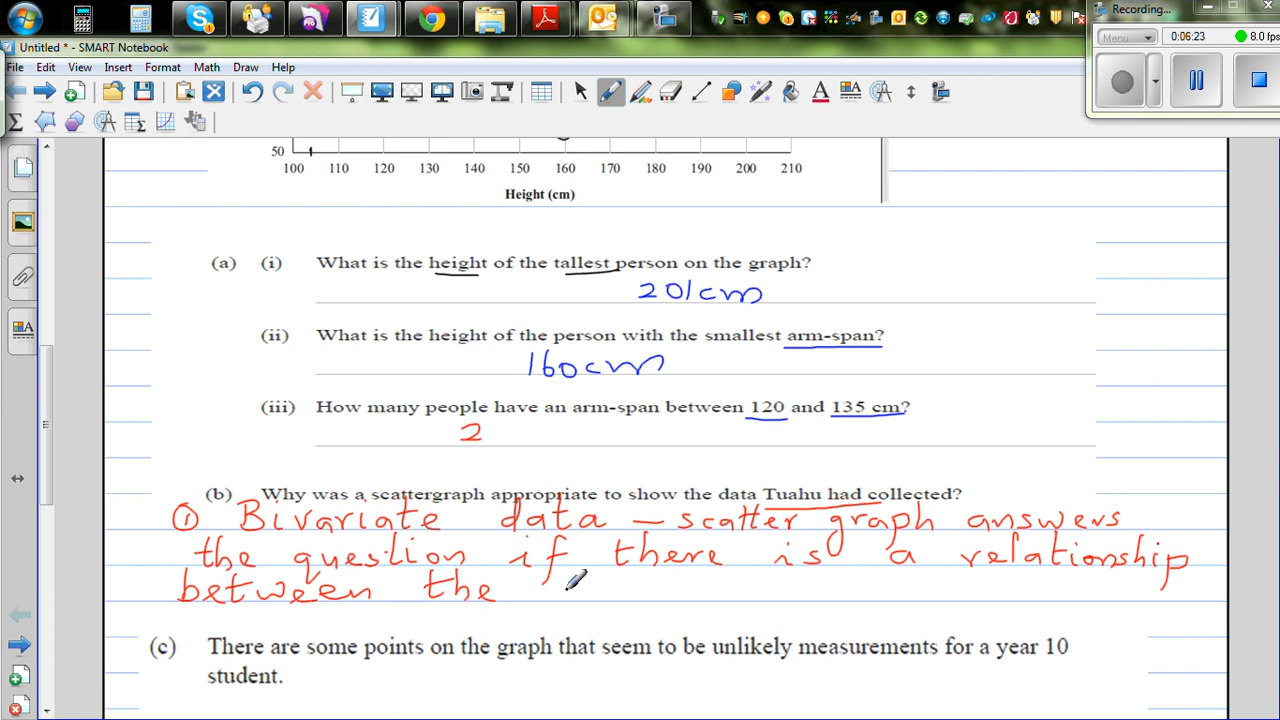 Recording...
Untitled * - SMART Notebook
Menu
0:06:23
8.0 fps
File Edit View Insert Format Math Draw Help
50
100 110 120 130 140 150 160 170 180 190 200 210
Height (cm)
(a) (i) What is the height of the tallest person on the graph?
201cm
(ii) What is the height of the person with the smallest arm-span?
160cm
(iii) How many people have an arm-span between 120 and 135 cm?
2
(b) Why was a scattergraph appropriate to show the data Tuahu had collected?
① Bivariate data – scatter graph answers
the question if there is a relationship
between the
(c) There are some points on the graph that seem to be unlikely measurements for a year 10
student.